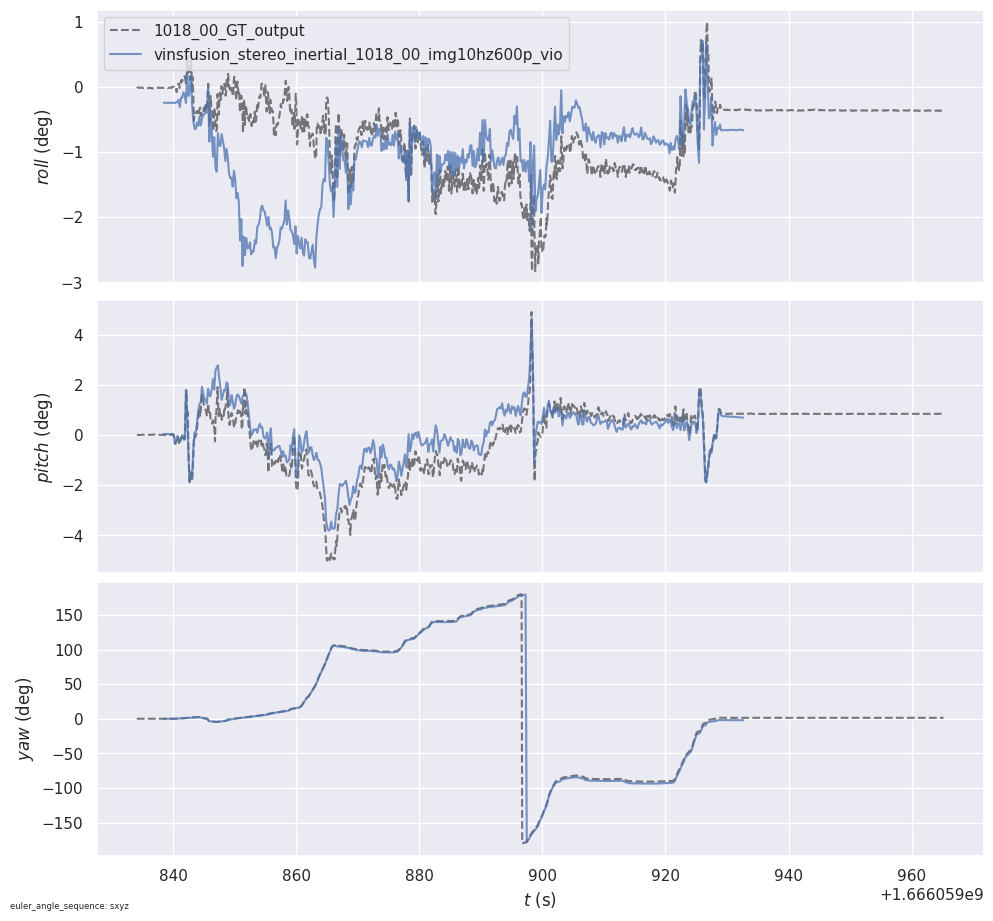 1018_00_GT_output
vinsfusion_stereo_inertial_1018_00_img10hz600p_vio
1
0
−1
−2
−3
roll (deg)
4
2
0
−2
−4
pitch (deg)
150
100
50
0
−50
−100
−150
yaw (deg)
840 860 880 900 920 940 960
+1.666059e9
t (s)
euler_angle_sequence: sxyz